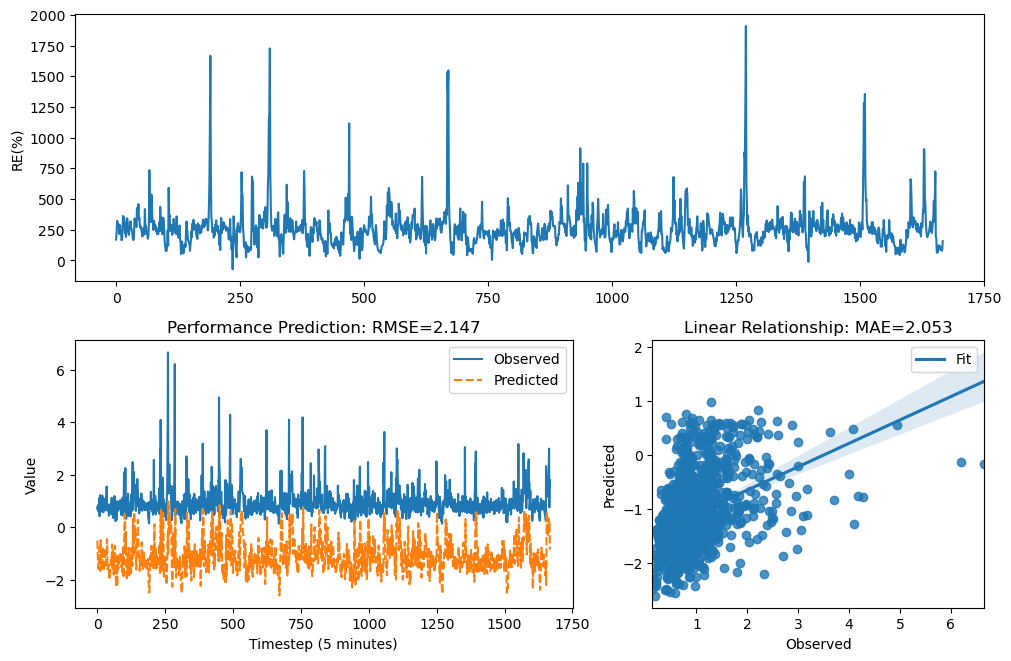 2000
1750
1500
1250
1000
750
500
250
0
RE(%)
0 250 500 750 1000 1250 1500 1750
Performance Prediction: RMSE=2.147
Observed
Predicted
6
4
2
0
−2
Value
0 250 500 750 1000 1250 1500 1750
Timestep (5 minutes)
Linear Relationship: MAE=2.053
Fit
2
1
0
−1
−2
Predicted
1 2 3 4 5 6
Observed